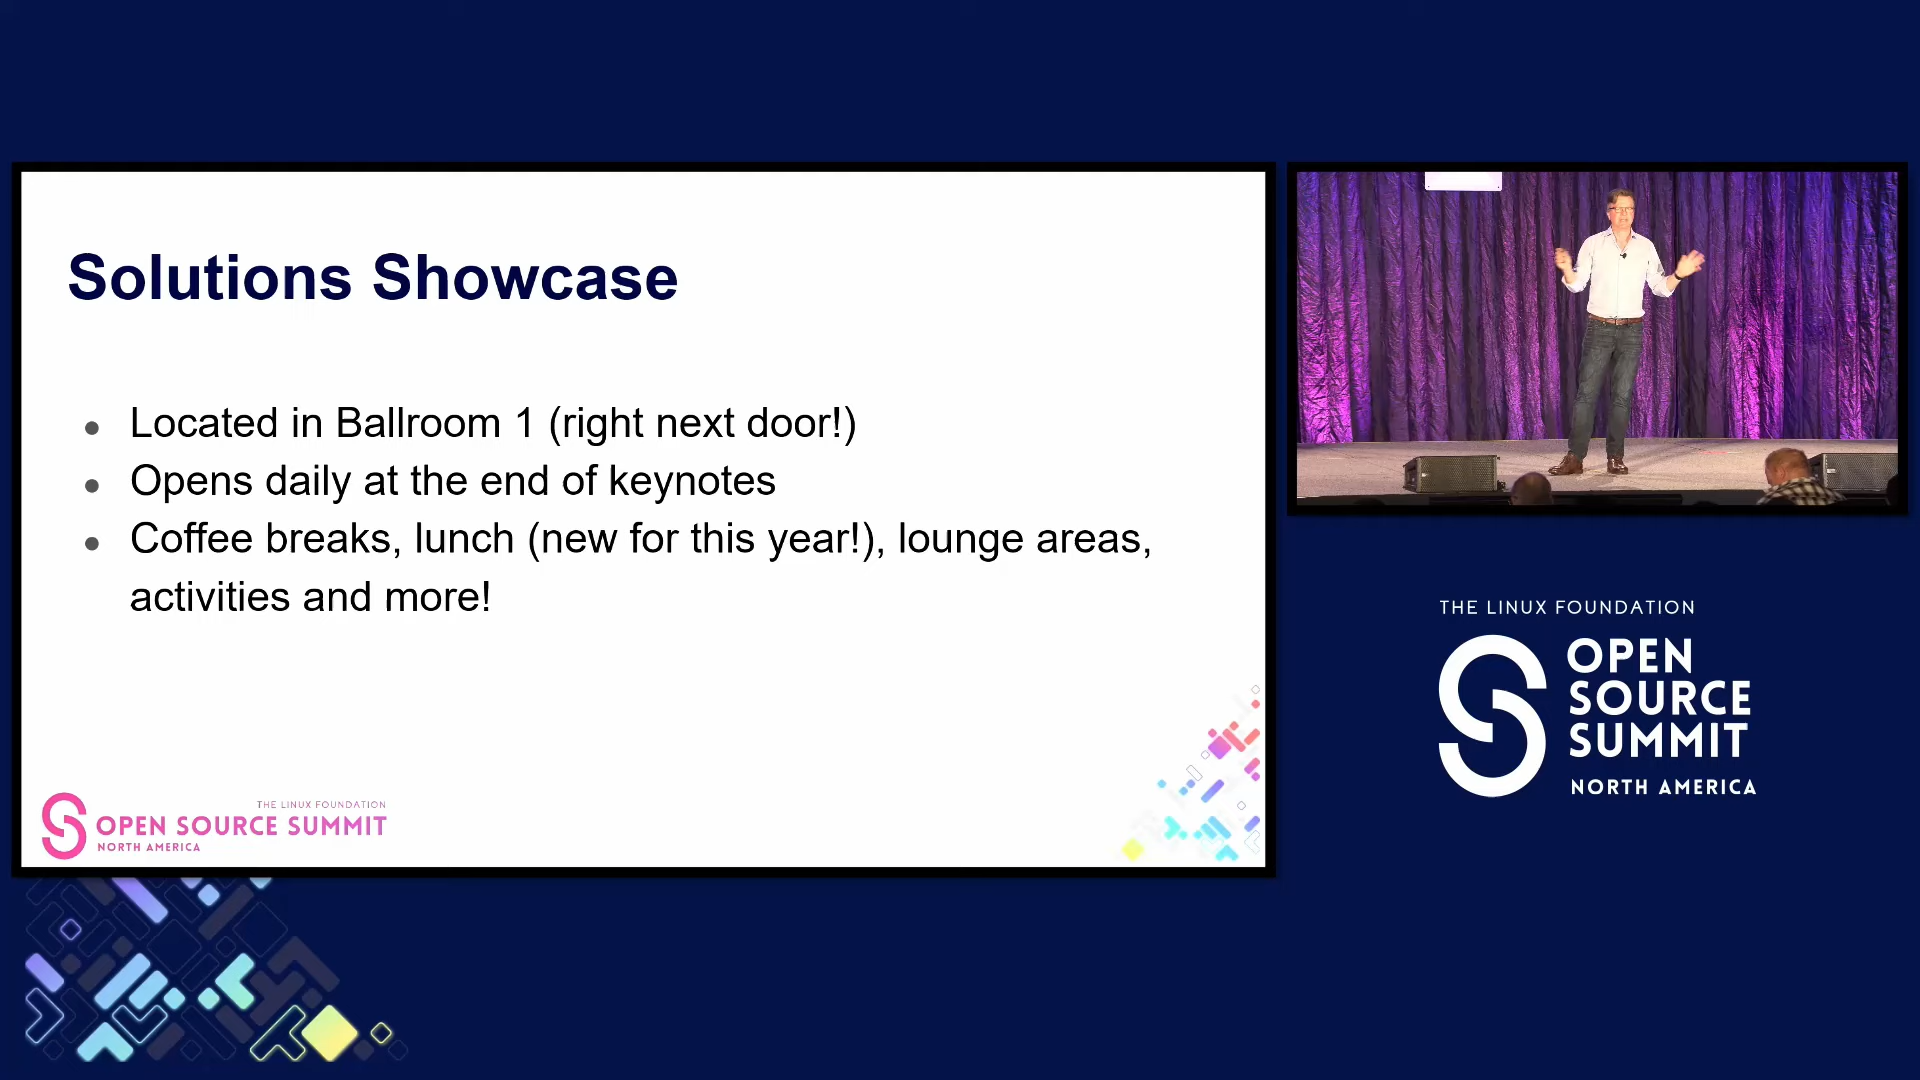 Solutions Showcase
Located in Ballroom 1 (right next door!)
Opens daily at the end of keynotes
Coffee breaks, lunch (new for this year!), lounge areas,
activities and more!
THE LINUX FOUNDATION
OPEN SOURCE SUMMIT
NORTH AMERICA
THE LINUX FOUNDATION
OPEN
SOURCE
SUMMIT
NORTH AMERICA